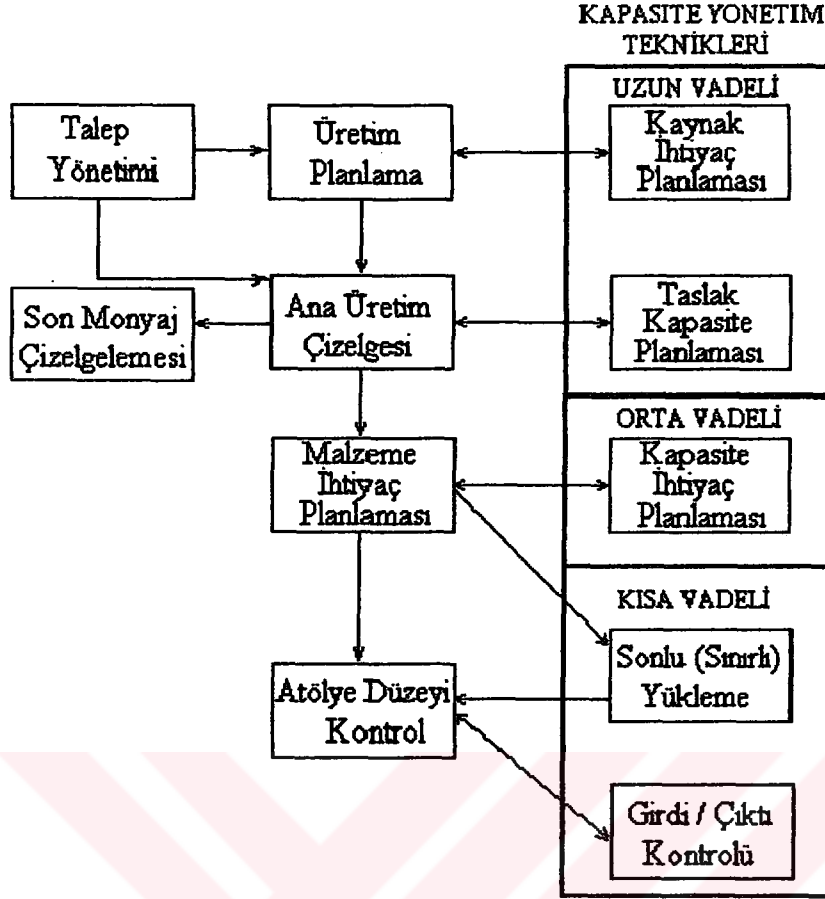 KAPASITE YONETIM
TEKNİKLERİ
UZUN VADELİ
Talep
Yönetimi
Üretim
Planlama
Kaynak
İhtiyaç
Planlaması
Son Monyaj
Çizelgelemesi
Ana Üretim
Çizelgesi
Taslak
Kapasite
Planlaması
ORTA VADELİ
Malzeme
İhtiyaç
Planlaması
Kapasite
İhtiyaç
Planlaması
KISA VADELİ
Atölye Düzeyi
Kontrol
Sonlu (Sınırlı)
Yükleme
Girdi / Çıktı
Kontrolü